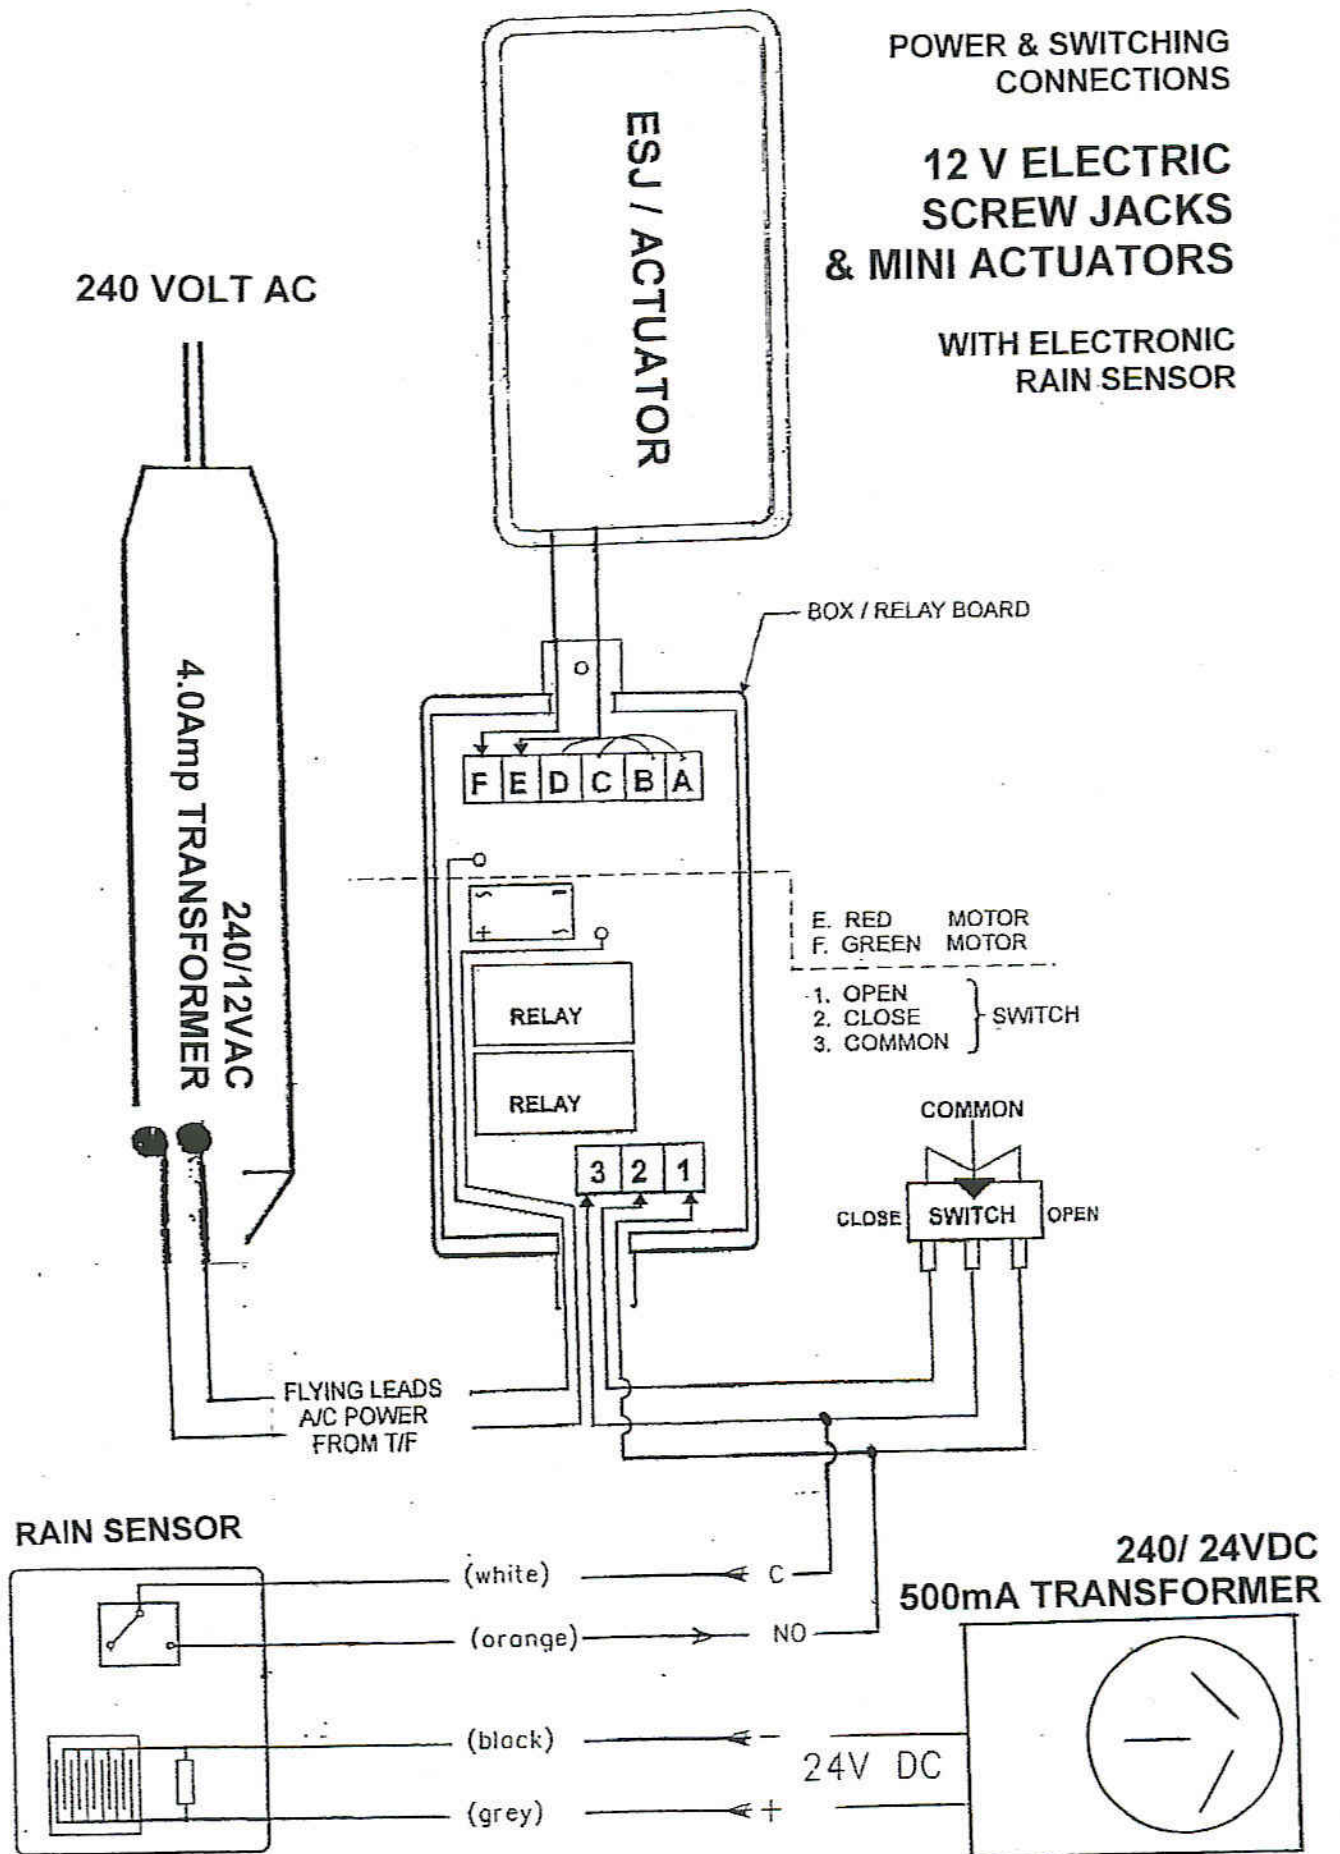 POWER & SWITCHING
CONNECTIONS
12 V ELECTRIC
SCREW JACKS
& MINI ACTUATORS
WITH ELECTRONIC
RAIN SENSOR
240 VOLT AC
ESJ / ACTUATOR
BOX / RELAY BOARD
240/12VAC
4.0Amp TRANSFORMER
F E D C B A
~ –
+ ~
E. RED MOTOR
F. GREEN MOTOR
RELAY
RELAY
1. OPEN
2. CLOSE
3. COMMON
SWITCH
3 2 1
COMMON
CLOSE
SWITCH
OPEN
FLYING LEADS
A/C POWER
FROM T/F
RAIN SENSOR
(white) C
(orange) NO
(black) –
(grey) +
24V DC
240/ 24VDC
500mA TRANSFORMER